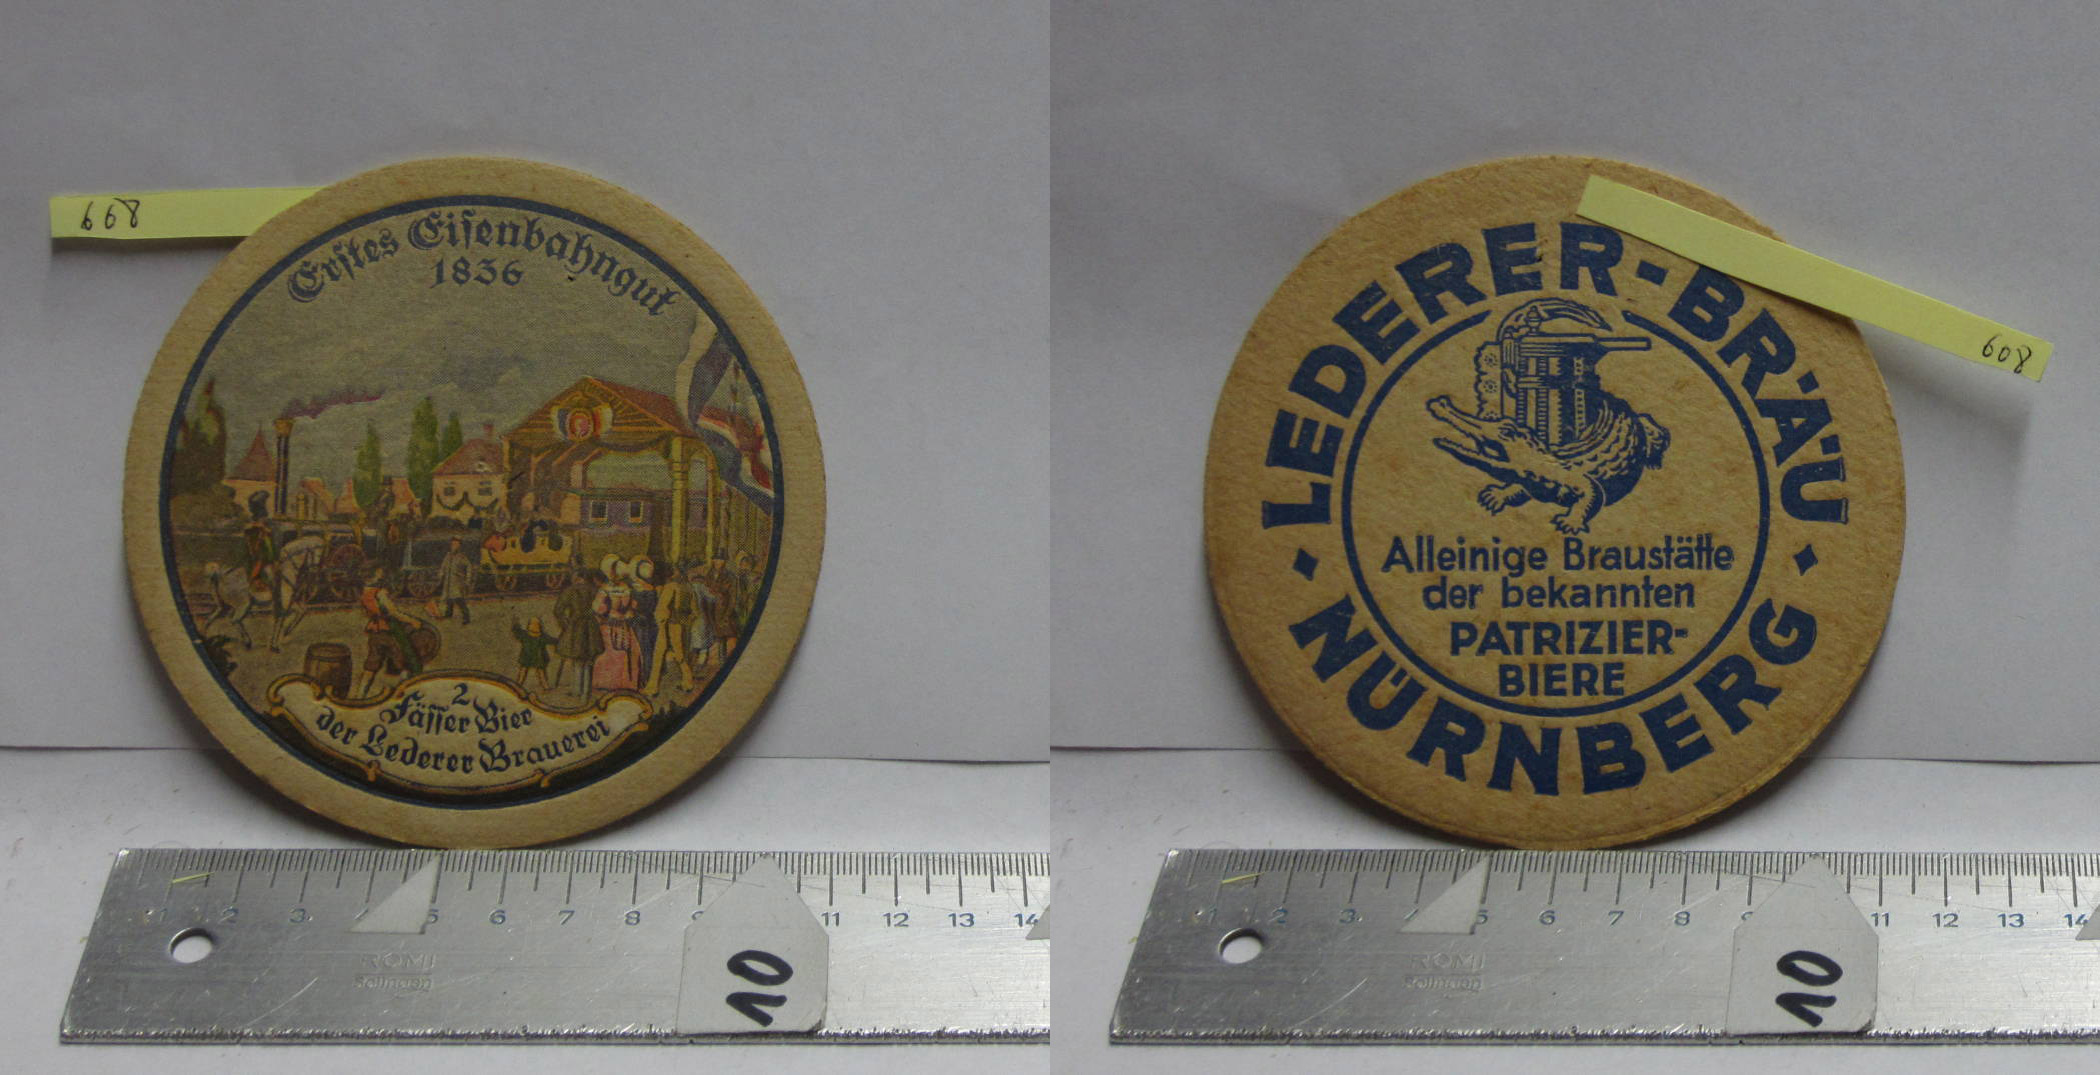 668
Erstes Eisenbahngut
1836
2
Fässer Bier
der Lederer Brauerei
1 2 3 4 5 6 7 8 9 11 12 13 14
ROMI
10
608
LEDERER-BRÄU
Alleinige Braustätte
der bekannten
PATRIZIER-
BIERE
NÜRNBERG
1 2 3 4 5 6 7 8 9 11 12 13 14
ROMI
10